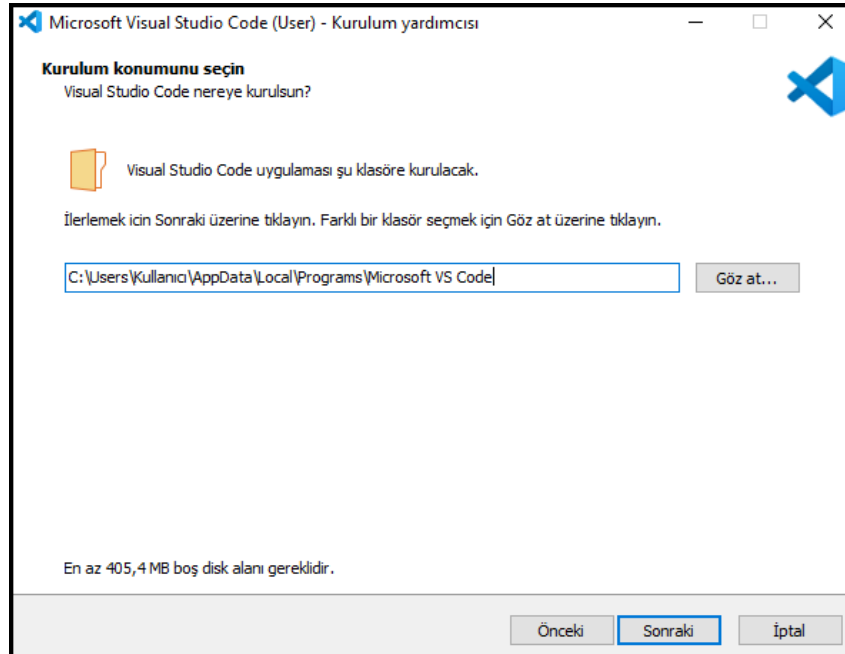 Microsoft Visual Studio Code (User) - Kurulum yardımcısı
Kurulum konumunu seçin
Visual Studio Code nereye kurulsun?
Visual Studio Code uygulaması şu klasöre kurulacak.
İlerlemek icin Sonraki üzerine tıklayın. Farklı bir klasör seçmek için Göz at üzerine tıklayın.
C:\Users\Kullanıcı\AppData\Local\Programs\Microsoft VS Code
Göz at...
En az 405,4 MB boş disk alanı gereklidir.
Önceki Sonraki İptal